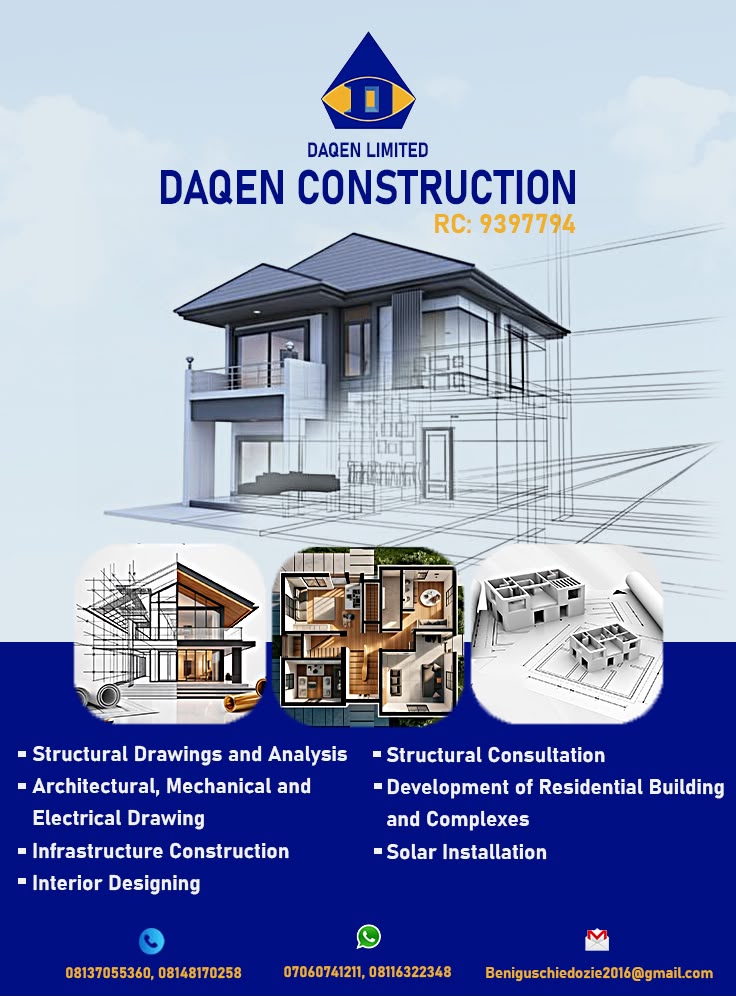 DAQEN LIMITED
DAQEN CONSTRUCTION
RC: 9397794
Structural Drawings and Analysis
Architectural, Mechanical and
Electrical Drawing
Infrastructure Construction
Interior Designing
Structural Consultation
Development of Residential Building
and Complexes
Solar Installation
08137055360, 08148170258
07060741211, 08116322348
Beniguschiedozie2016@gmail.com